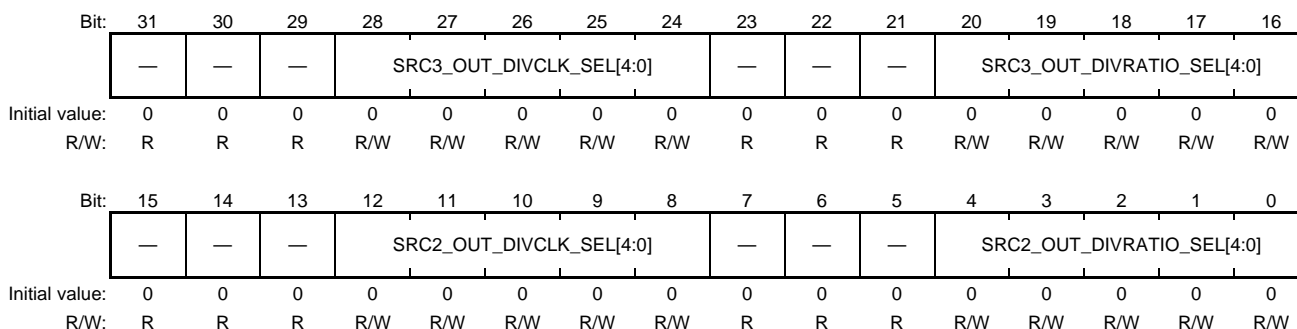 Bit: 31 30 29 28 27 26 25 24 23 22 21 20 19 18 17 16
— — — SRC3_OUT_DIVCLK_SEL[4:0] — — — SRC3_OUT_DIVRATIO_SEL[4:0]
Initial value: 0 0 0 0 0 0 0 0 0 0 0 0 0 0 0 0
R/W: R R R R/W R/W R/W R/W R/W R R R R/W R/W R/W R/W R/W
Bit: 15 14 13 12 11 10 9 8 7 6 5 4 3 2 1 0
— — — SRC2_OUT_DIVCLK_SEL[4:0] — — — SRC2_OUT_DIVRATIO_SEL[4:0]
Initial value: 0 0 0 0 0 0 0 0 0 0 0 0 0 0 0 0
R/W: R R R R/W R/W R/W R/W R/W R R R R/W R/W R/W R/W R/W